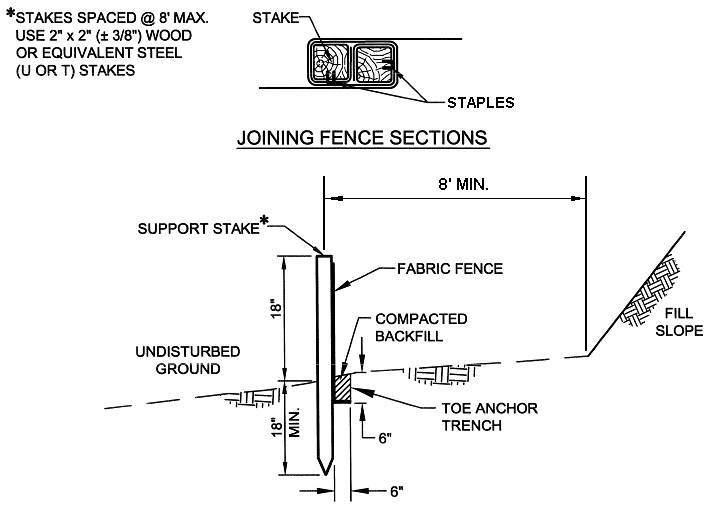 *STAKES SPACED @ 8' MAX.
USE 2" x 2" (± 3/8") WOOD
OR EQUIVALENT STEEL
(U OR T) STAKES
STAKE
STAPLES
JOINING FENCE SECTIONS
8' MIN.
SUPPORT STAKE*
FABRIC FENCE
18"
COMPACTED
BACKFILL
FILL
SLOPE
UNDISTURBED
GROUND
TOE ANCHOR
TRENCH
18"
MIN.
6"
6"